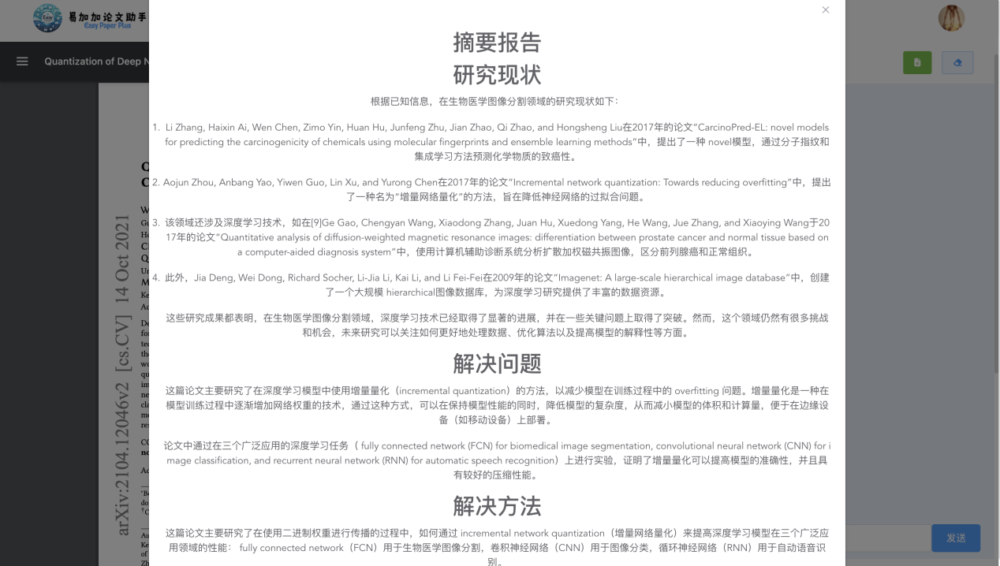 易加加论文助手
Easy Paper Plus
Quantization of Deep N
摘要报告
研究现状
根据已知信息，在生物医学图像分割领域的研究现状如下：
1. Li Zhang, Haixin Ai, Wen Chen, Zimo Yin, Huan Hu, Junfeng Zhu, Jian Zhao, Qi Zhao, and Hongsheng Liu在2017年的论文“CarcinoPred-EL: novel models
for predicting the carcinogenicity of chemicals using molecular fingerprints and ensemble learning methods”中，提出了一种 novel模型，通过分子指纹和
集成学习方法预测化学物质的致癌性。
2. Aojun Zhou, Anbang Yao, Yiwen Guo, Lin Xu, and Yurong Chen在2017年的论文“Incremental network quantization: Towards reducing overfitting”中，提出
了一种名为“增量网络量化”的方法，旨在降低神经网络的过拟合问题。
3. 该领域还涉及深度学习技术，如在[9]Ge Gao, Chengyan Wang, Xiaodong Zhang, Juan Hu, Xuedong Yang, He Wang, Jue Zhang, and Xiaoying Wang于20
17年的论文“Quantitative analysis of diffusion-weighted magnetic resonance images: differentiation between prostate cancer and normal tissue based on
a computer-aided diagnosis system”中，使用计算机辅助诊断系统分析扩散加权磁共振图像，区分前列腺癌和正常组织。
4. 此外，Jia Deng, Wei Dong, Richard Socher, Li-Jia Li, Kai Li, and Li Fei-Fei在2009年的论文“Imagenet: A large-scale hierarchical image database”中，创建
了一个大规模 hierarchical图像数据库，为深度学习研究提供了丰富的数据资源。
这些研究成果都表明，在生物医学图像分割领域，深度学习技术已经取得了显著的进展，并在一些关键问题上取得了突破。然而，这个领域仍然有很多挑战
和机会，未来研究可以关注如何更好地处理数据、优化算法以及提高模型的解释性等方面。
解决问题
这篇论文主要研究了在深度学习模型中使用增量量化（incremental quantization）的方法，以减少模型在训练过程中的 overfitting 问题。增量量化是一种在
模型训练过程中逐渐增加网络权重的技术，通过这种方式，可以在保持模型性能的同时，降低模型的复杂度，从而减小模型的体积和计算量，便于在边缘设
备（如移动设备）上部署。
论文中通过在三个广泛应用的深度学习任务（ fully connected network (FCN) for biomedical image segmentation, convolutional neural network (CNN) for i
mage classification, and recurrent neural network (RNN) for automatic speech recognition）上进行实验，证明了增量量化可以提高模型的准确性，并且具
有较好的压缩性能。
解决方法
这篇论文主要研究了在使用二进制权重进行传播的过程中，如何通过 incremental network quantization（增量网络量化）来提高深度学习模型在三个广泛应
用领域的性能： fully connected network（FCN）用于生物医学图像分割，卷积神经网络（CNN）用于图像分类，循环神经网络（RNN）用于自动语音识
别。
arXiv:2104.12046v2 [cs.CV] 14 Oct 2021
发送